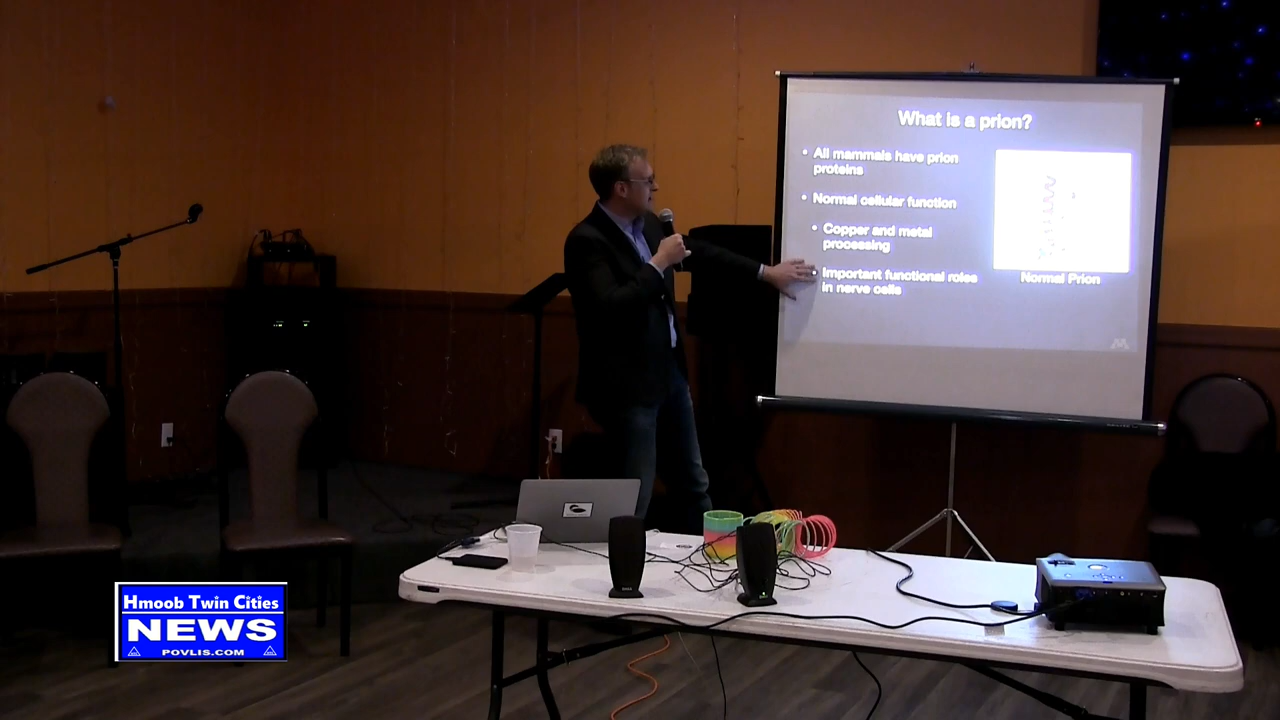 What is a prion?
• All mammals have prion
proteins
• Normal cellular function
• Copper and metal
processing
• Important functional roles
in nerve cells
Normal Prion
Hmoob Twin Cities
NEWS
POVLIS.COM